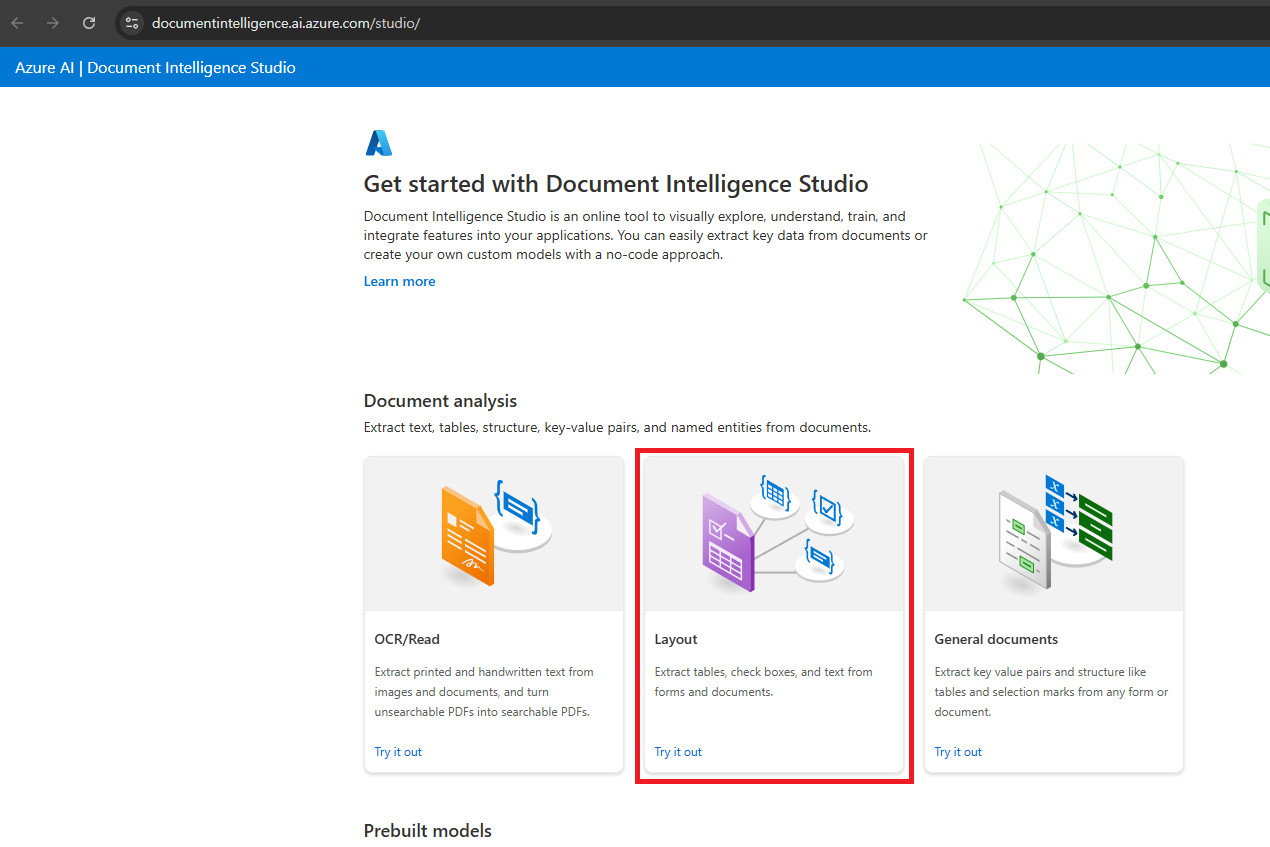 documentintelligence.ai.azure.com/studio/
Azure AI | Document Intelligence Studio
Get started with Document Intelligence Studio
Document Intelligence Studio is an online tool to visually explore, understand, train, and
integrate features into your applications. You can easily extract key data from documents or
create your own custom models with a no-code approach.
Learn more
Document analysis
Extract text, tables, structure, key-value pairs, and named entities from documents.
OCR/Read
Extract printed and handwritten text from
images and documents, and turn
unsearchable PDFs into searchable PDFs.
Try it out
Layout
Extract tables, check boxes, and text from
forms and documents.
Try it out
General documents
Extract key value pairs and structure like
tables and selection marks from any form or
document.
Try it out
Prebuilt models